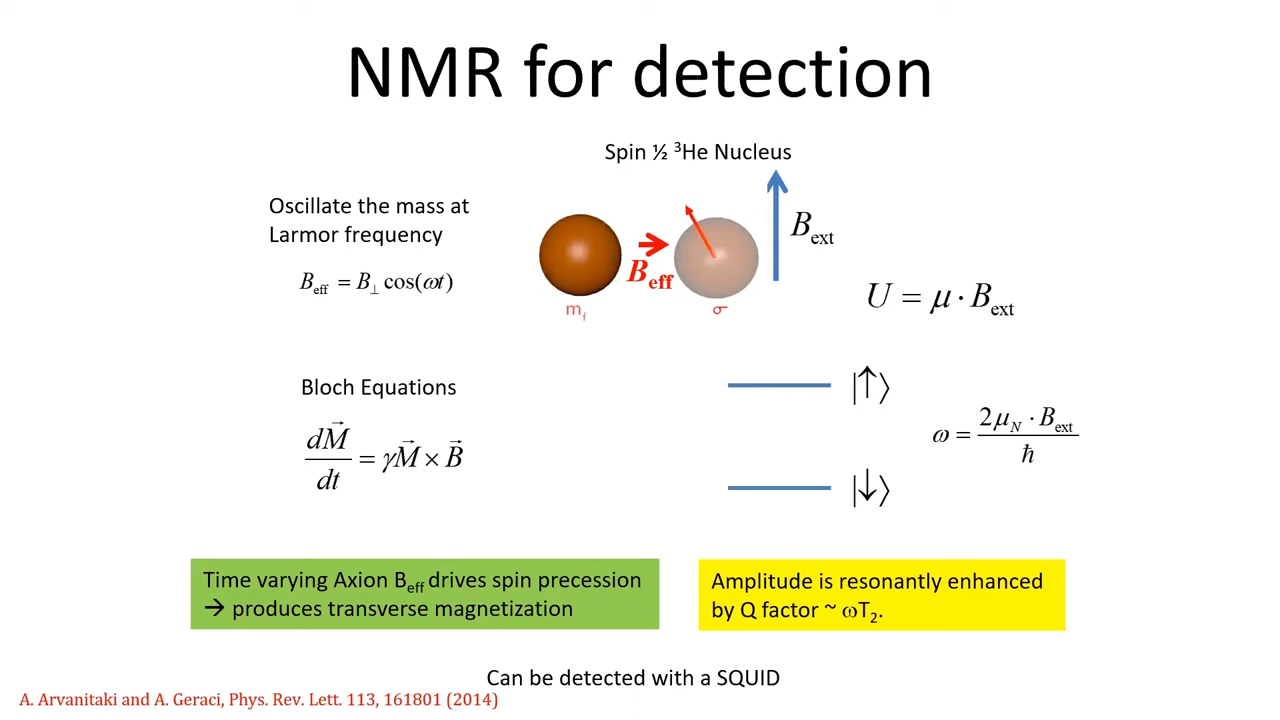 NMR for detection
Spin ½ ³He Nucleus
Oscillate the mass at
Larmor frequency
B_eff = B_⊥ cos(ωt)
B_eff
B_ext
m_f
σ
U = μ · B_ext
Bloch Equations
dM⃗/dt = γM⃗ × B⃗
|↑⟩
ω = 2μ_N · B_ext / ħ
|↓⟩
Time varying Axion B_eff drives spin precession
→ produces transverse magnetization
Amplitude is resonantly enhanced
by Q factor ~ ωT₂.
Can be detected with a SQUID
A. Arvanitaki and A. Geraci, Phys. Rev. Lett. 113, 161801 (2014)